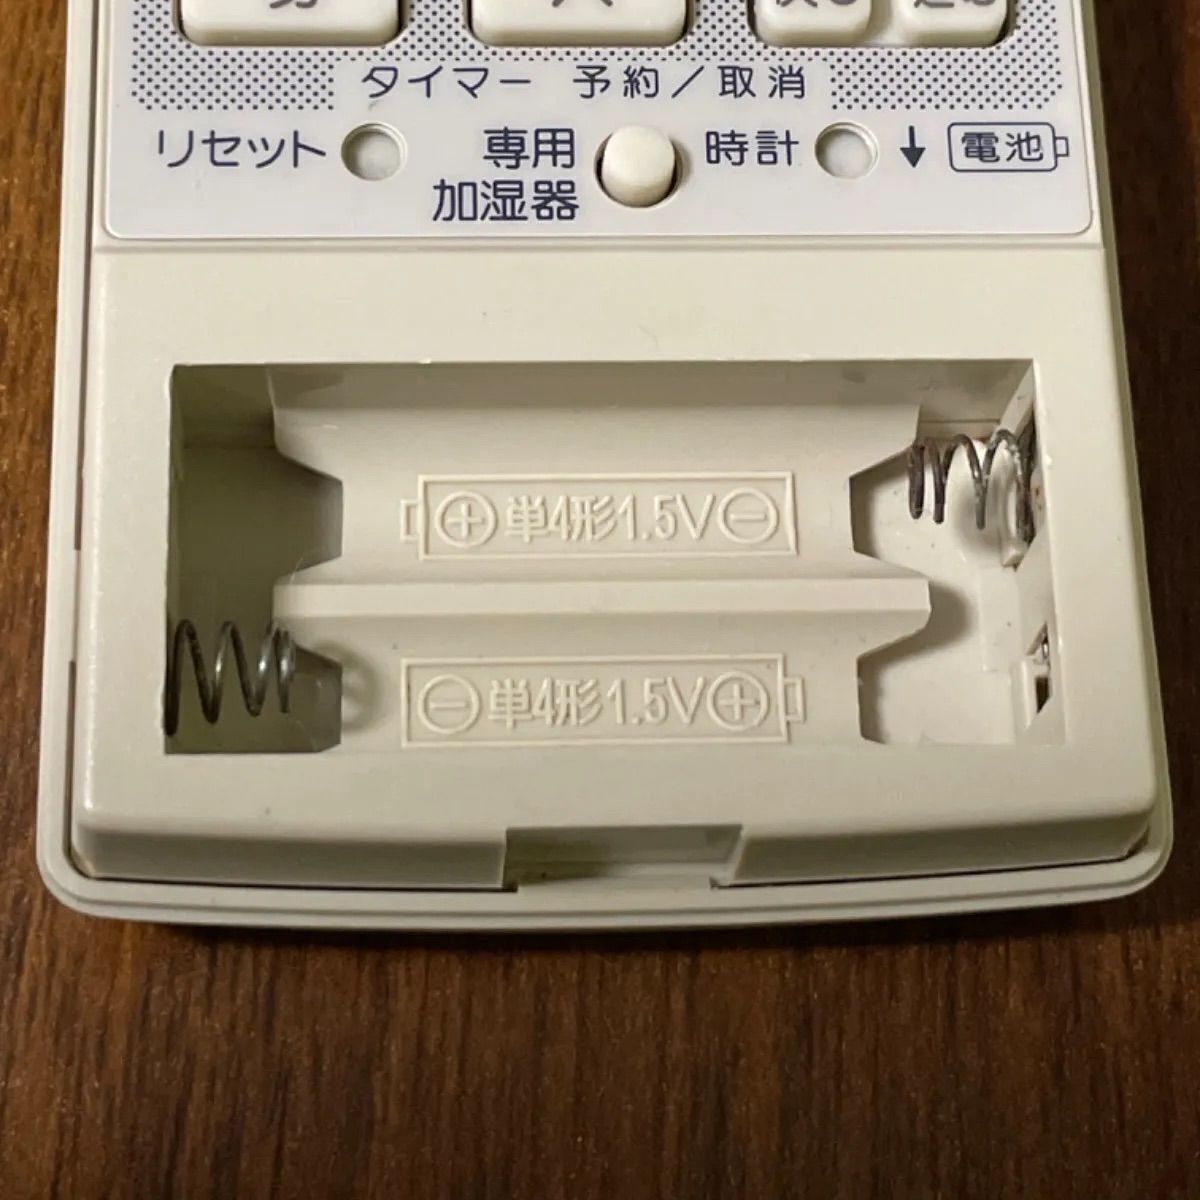 タイマー 予約/取消
リセット 専用加湿器 時計 ↓ 電池
⊕単4形1.5V⊖
⊖単4形1.5V⊕